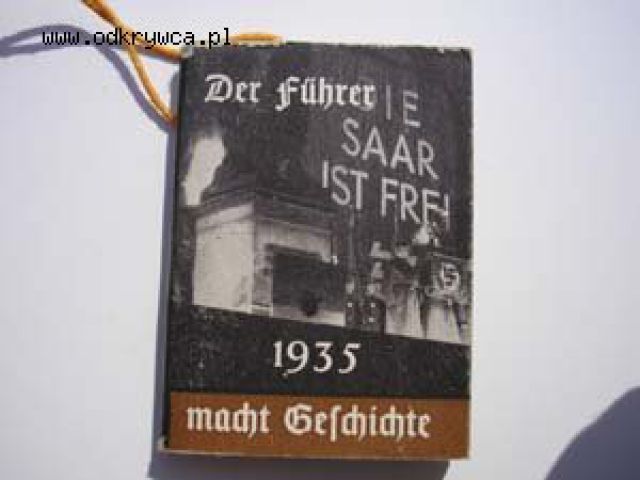 www.odkrywca.pl
Der Führer
IE
SAAR
IST FREI
1935
macht Geſchichte